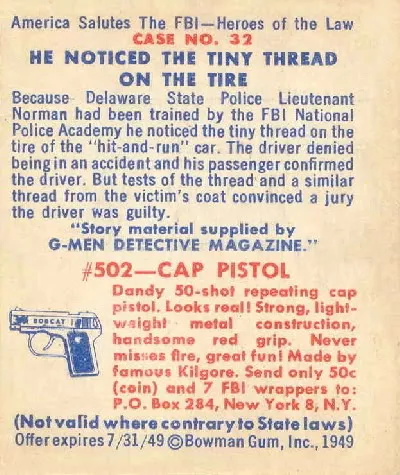 America Salutes The FBI—Heroes of the Law
CASE NO. 32
HE NOTICED THE TINY THREAD
ON THE TIRE
Because Delaware State Police Lieutenant
Norman had been trained by the FBI National
Police Academy he noticed the tiny thread on the
tire of the "hit-and-run" car. The driver denied
being in an accident and his passenger confirmed
the driver. But tests of the thread and a similar
thread from the victim's coat convinced a jury
the driver was guilty.
"Story material supplied by
G-MEN DETECTIVE MAGAZINE."
#502—CAP PISTOL
BOBCAT
Dandy 50-shot repeating cap
pistol. Looks real! Strong, light-
weight metal construction,
handsome red grip. Never
misses fire, great fun! Made by
famous Kilgore. Send only 50c
(coin) and 7 FBI wrappers to:
P.O. Box 284, New York 8, N.Y.
(Not valid where contrary to State laws)
Offer expires 7/31/49 ©Bowman Gum, Inc., 1949